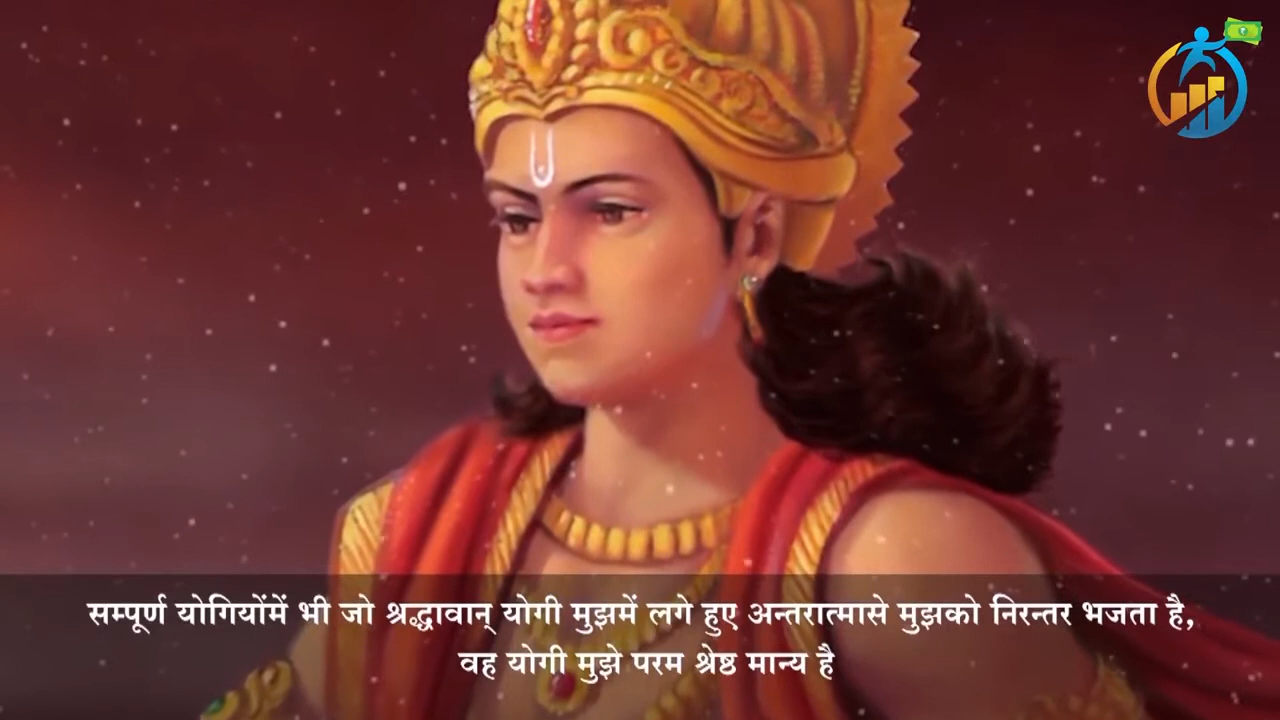 सम्पूर्ण योगियोंमें भी जो श्रद्धावान् योगी मुझमें लगे हुए अन्तरात्मासे मुझको निरन्तर भजता है,
वह योगी मुझे परम श्रेष्ठ मान्य है